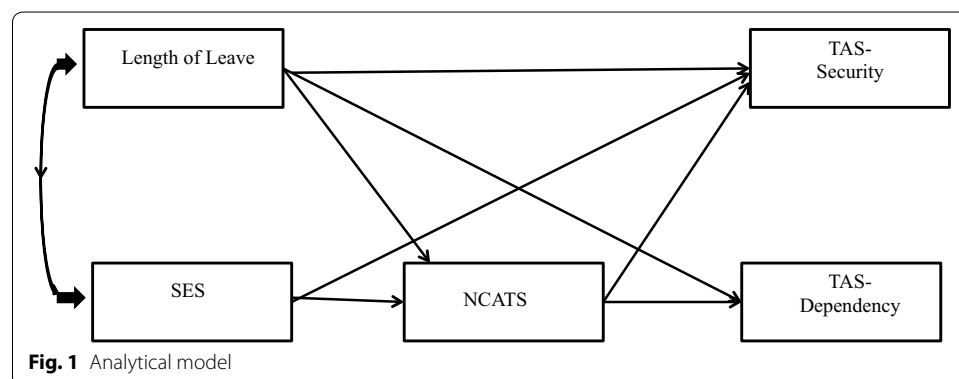 Length of Leave
TAS-
Security
SES
NCATS
TAS-
Dependency
Fig. 1 Analytical model